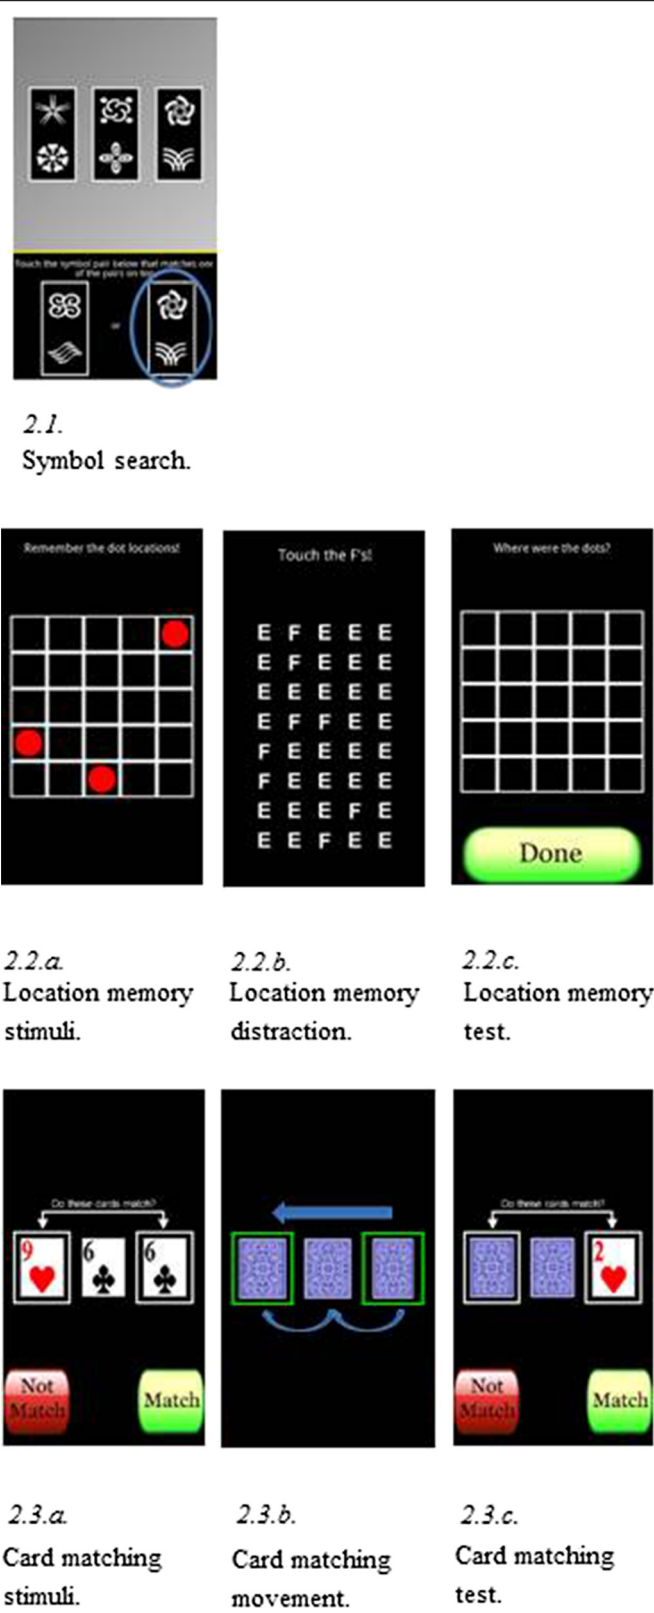 Touch the symbol pair below that matches one
of the pairs on top.
or
2.1.
Symbol search.
Remember the dot locations!
Touch the F's!
E F E E E
E F E E E
E E E E E
E F F E E
F E E E E
F E E E E
E E E F E
E E F E E
Where were the dots?
Done
2.2.a.
Location memory
stimuli.
2.2.b.
Location memory
distraction.
2.2.c.
Location memory
test.
Do these cards match?
9 6 6
Not
Match
Match
Do these cards match?
2
Not
Match
Match
2.3.a.
Card matching
stimuli.
2.3.b.
Card matching
movement.
2.3.c.
Card matching
test.